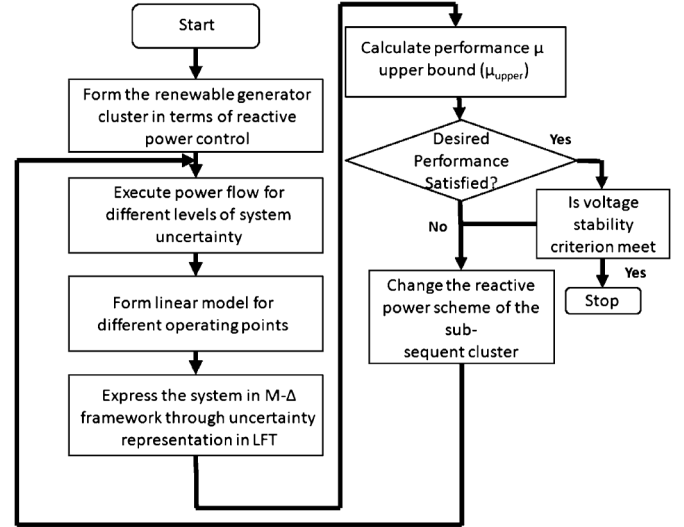 Start
Form the renewable generator
cluster in terms of reactive
power control
Execute power flow for
different levels of system
uncertainty
Form linear model for
different operating points
Express the system in M-Δ
framework through uncertainty
representation in LFT
Calculate performance μ
upper bound (μupper)
Desired
Performance
Satisfied?
Yes
No
Is voltage
stability
criterion meet
Yes
Stop
Change the reactive
power scheme of the
sub-
sequent cluster